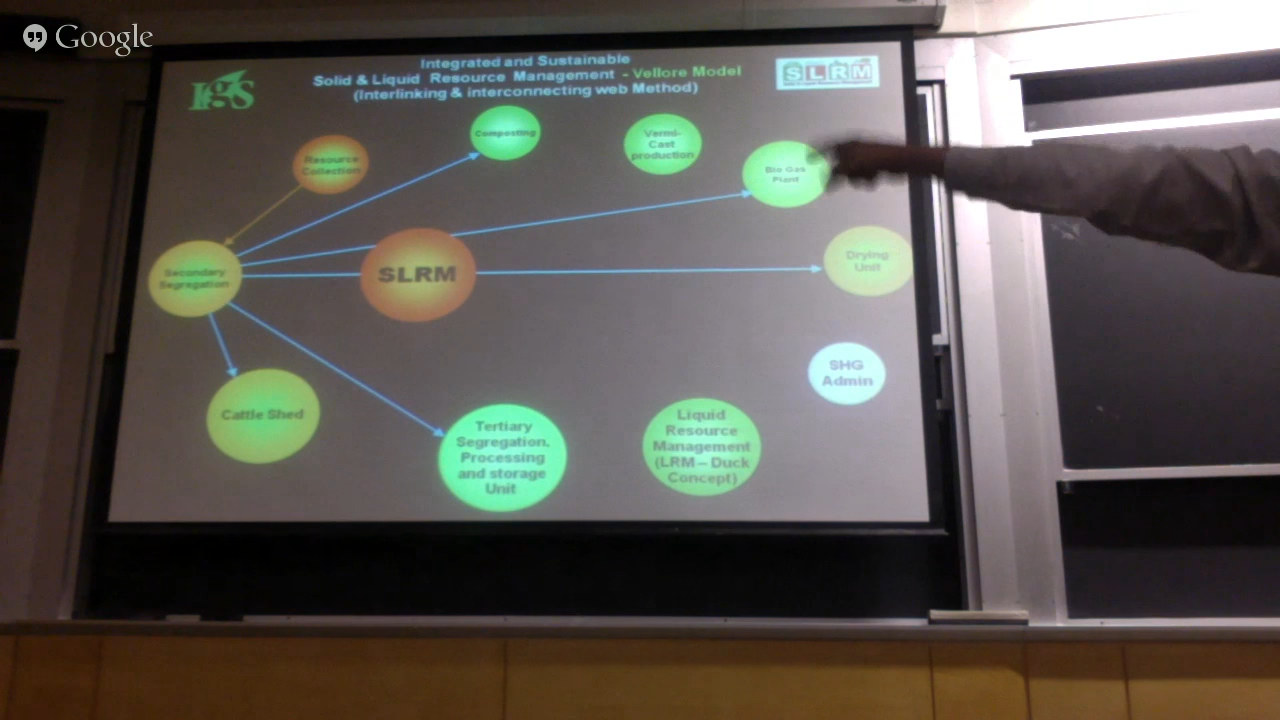 Google
Integrated and Sustainable
Solid & Liquid Resource Management - Vellore Model
(Interlinking & interconnecting web Method)
IgS
SLRM
Composting
Vermi-
Cast
production
Resource
Collection
Bio Gas
Plant
Secondary
Segregation
SLRM
Drying
Unit
SHG
Admin
Cattle Shed
Tertiary
Segregation,
Processing
and storage
Unit
Liquid
Resource
Management
(LRM – Duck
Concept)